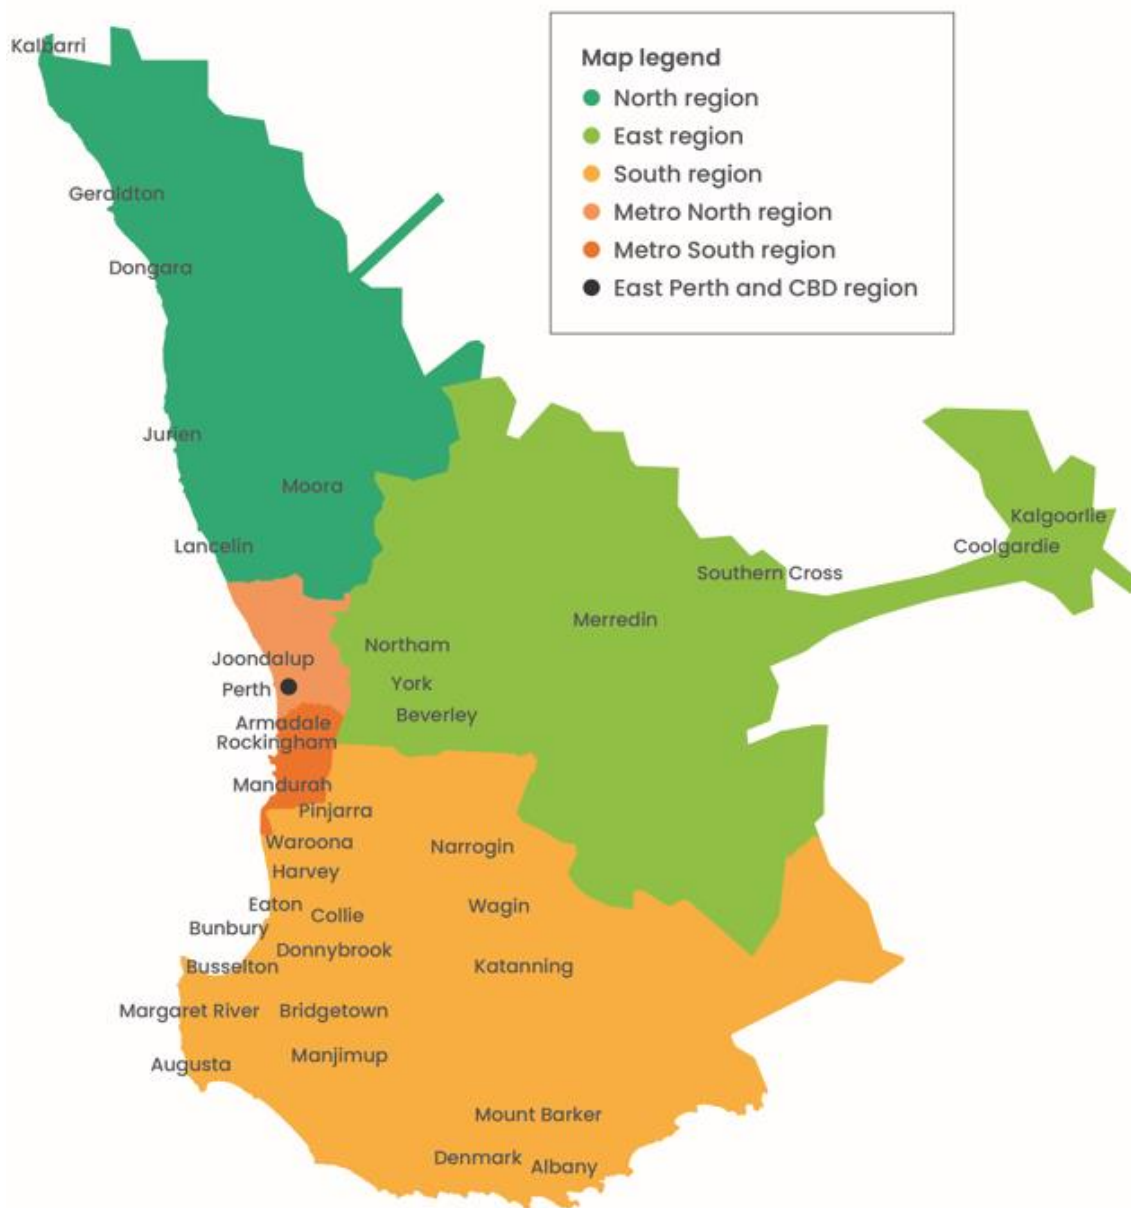 Kalbarri
Map legend
North region
East region
South region
Metro North region
Metro South region
East Perth and CBD region
Geraldton
Dongara
Jurien
Moora
Lancelin
Kalgoorlie
Coolgardie
Southern Cross
Merredin
Northam
Joondalup
York
Perth
Beverley
Armadale
Rockingham
Mandurah
Pinjarra
Waroona
Narrogin
Harvey
Eaton
Wagin
Collie
Bunbury
Donnybrook
Busselton
Katanning
Margaret River
Bridgetown
Manjimup
Augusta
Mount Barker
Denmark
Albany